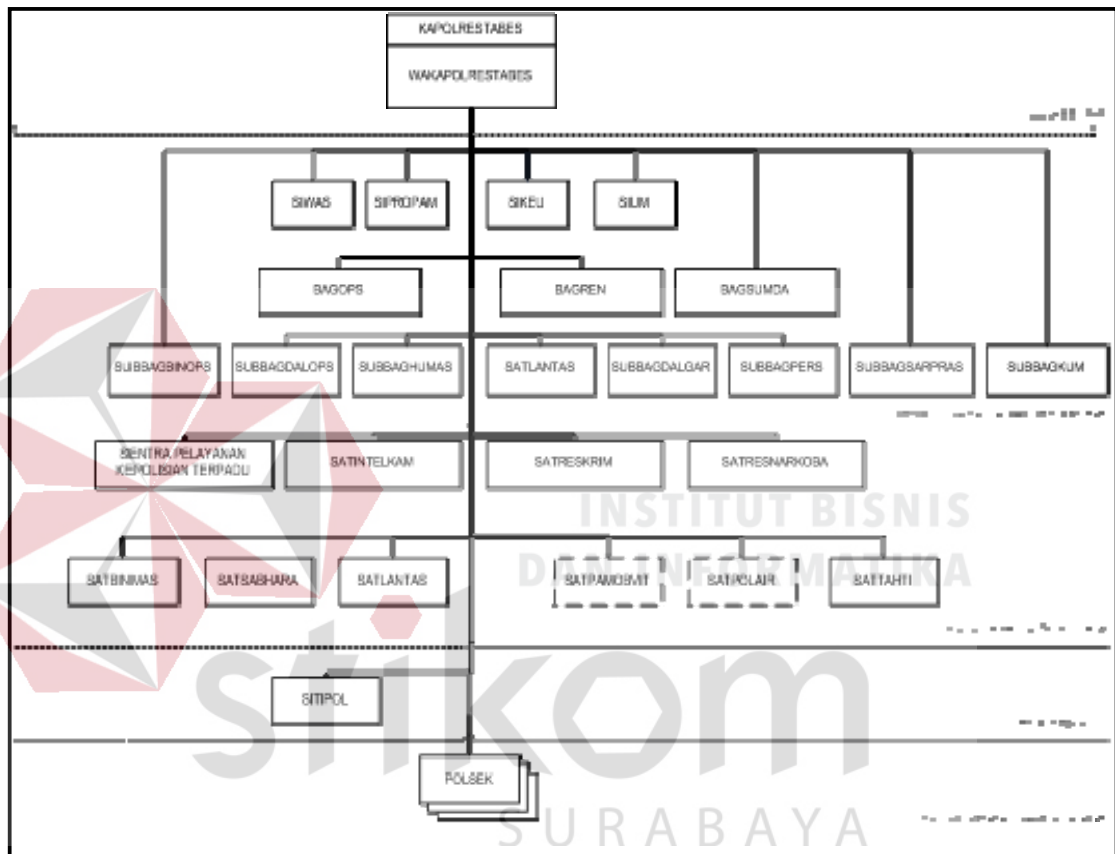 KAPOLRESTABES
WAKAPOLRESTABES
SIWAS
SIPROPAM
SIKEU
SIUM
BAGOPS
BAGREN
BAGSUMDA
SUBBAGBINOPS
SUBBAGDALOPS
SUBBAGHUMAS
SATLANTAS
SUBBAGDALGAR
SUBBAGPERS
SUBBAGSARPRAS
SUBBAGKUM
SENTRA PELAYANAN
KEPOLISIAN TERPADU
SATINTELKAM
SATRESKRIM
SATRESNARKOBA
INSTITUT BISNIS
DAN INFORMATIKA
SATBINMAS
SATSABHARA
SATLANTAS
SATPAMOBVIT
SATPOLAIR
SATTAHTI
stikom
SITIPOL
POLSEK
SURABAYA